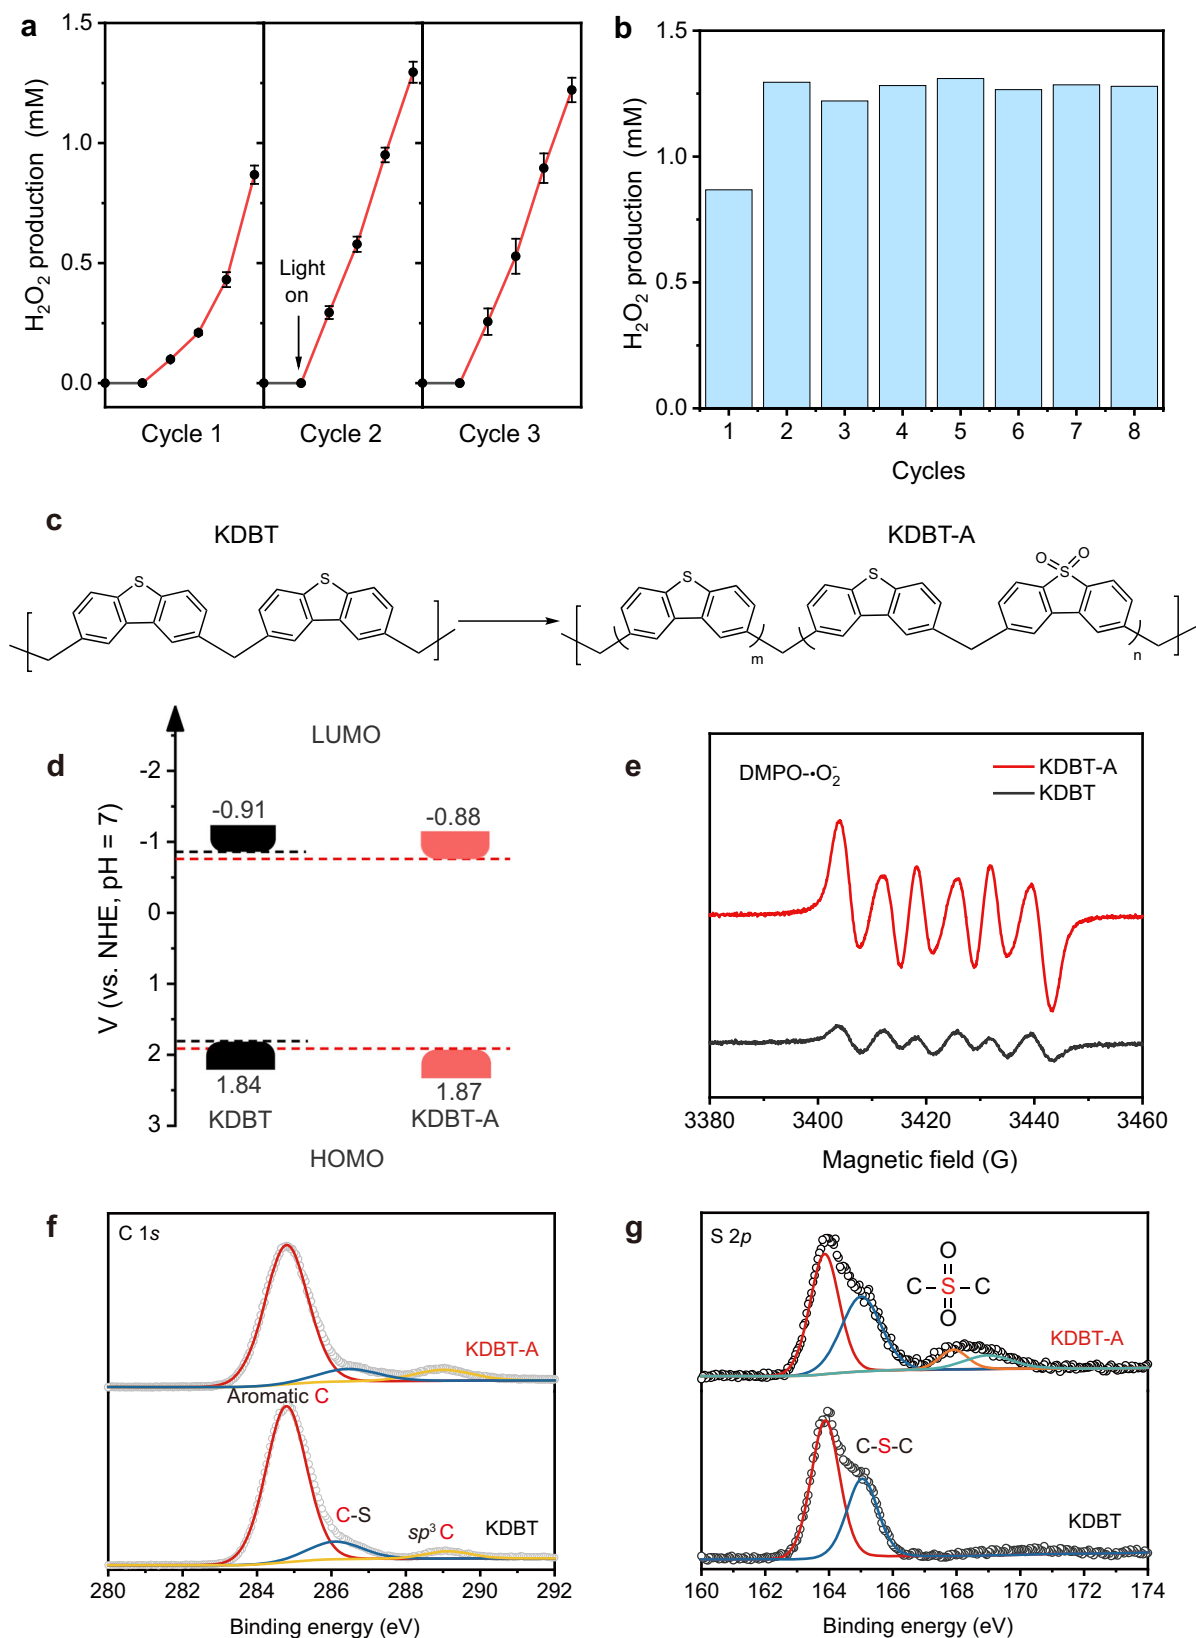 a
H₂O₂ production (mM)
1.5
1.0
0.5
0.0
Light
on
Cycle 1
Cycle 2
Cycle 3
b
H₂O₂ production (mM)
1.5
1.0
0.5
0.0
1 2 3 4 5 6 7 8
Cycles
c
KDBT
KDBT-A
S
S
S
S
O
O
S
m
n
d
V (vs. NHE, pH = 7)
LUMO
-2
-1
0
1
2
3
-0.91
-0.88
1.84
1.87
KDBT
KDBT-A
HOMO
e
DMPO-•O₂⁻
KDBT-A
KDBT
3380 3400 3420 3440 3460
Magnetic field (G)
f
C 1s
KDBT-A
Aromatic C
C-S
sp³ C
KDBT
280 282 284 286 288 290 292
Binding energy (eV)
g
S 2p
O
C-S-C
O
KDBT-A
C-S-C
KDBT
160 162 164 166 168 170 172 174
Binding energy (eV)